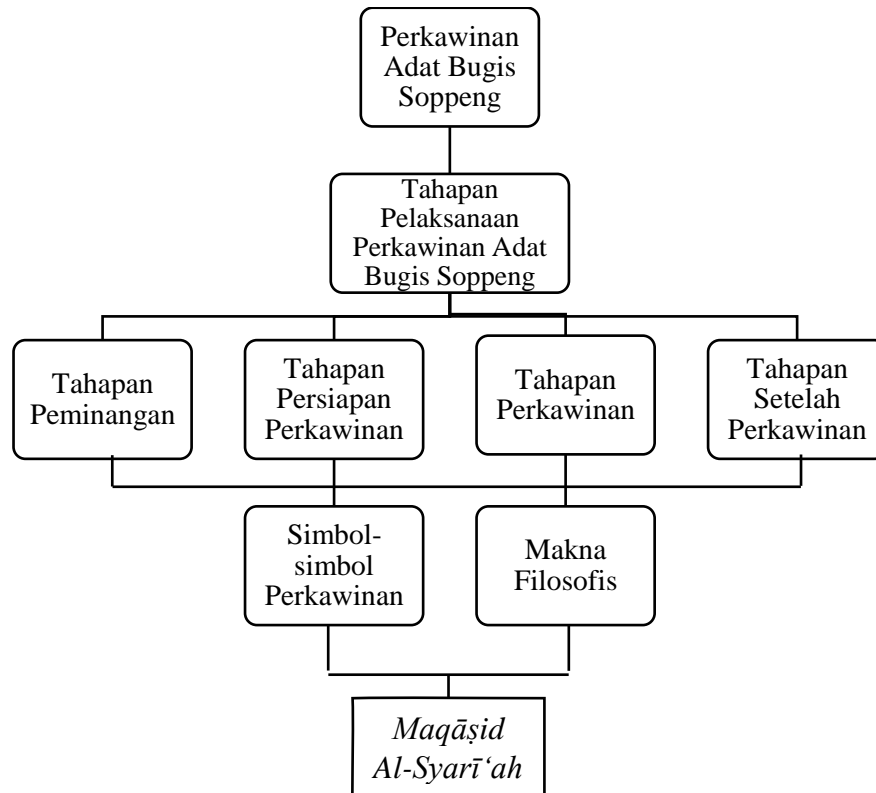 Perkawinan
Adat Bugis
Soppeng
Tahapan
Pelaksanaan
Perkawinan Adat
Bugis Soppeng
Tahapan
Peminangan
Tahapan
Persiapan
Perkawinan
Tahapan
Perkawinan
Tahapan
Setelah
Perkawinan
Simbol-
simbol
Perkawinan
Makna
Filosofis
Maqāṣid
Al-Syarī‘ah